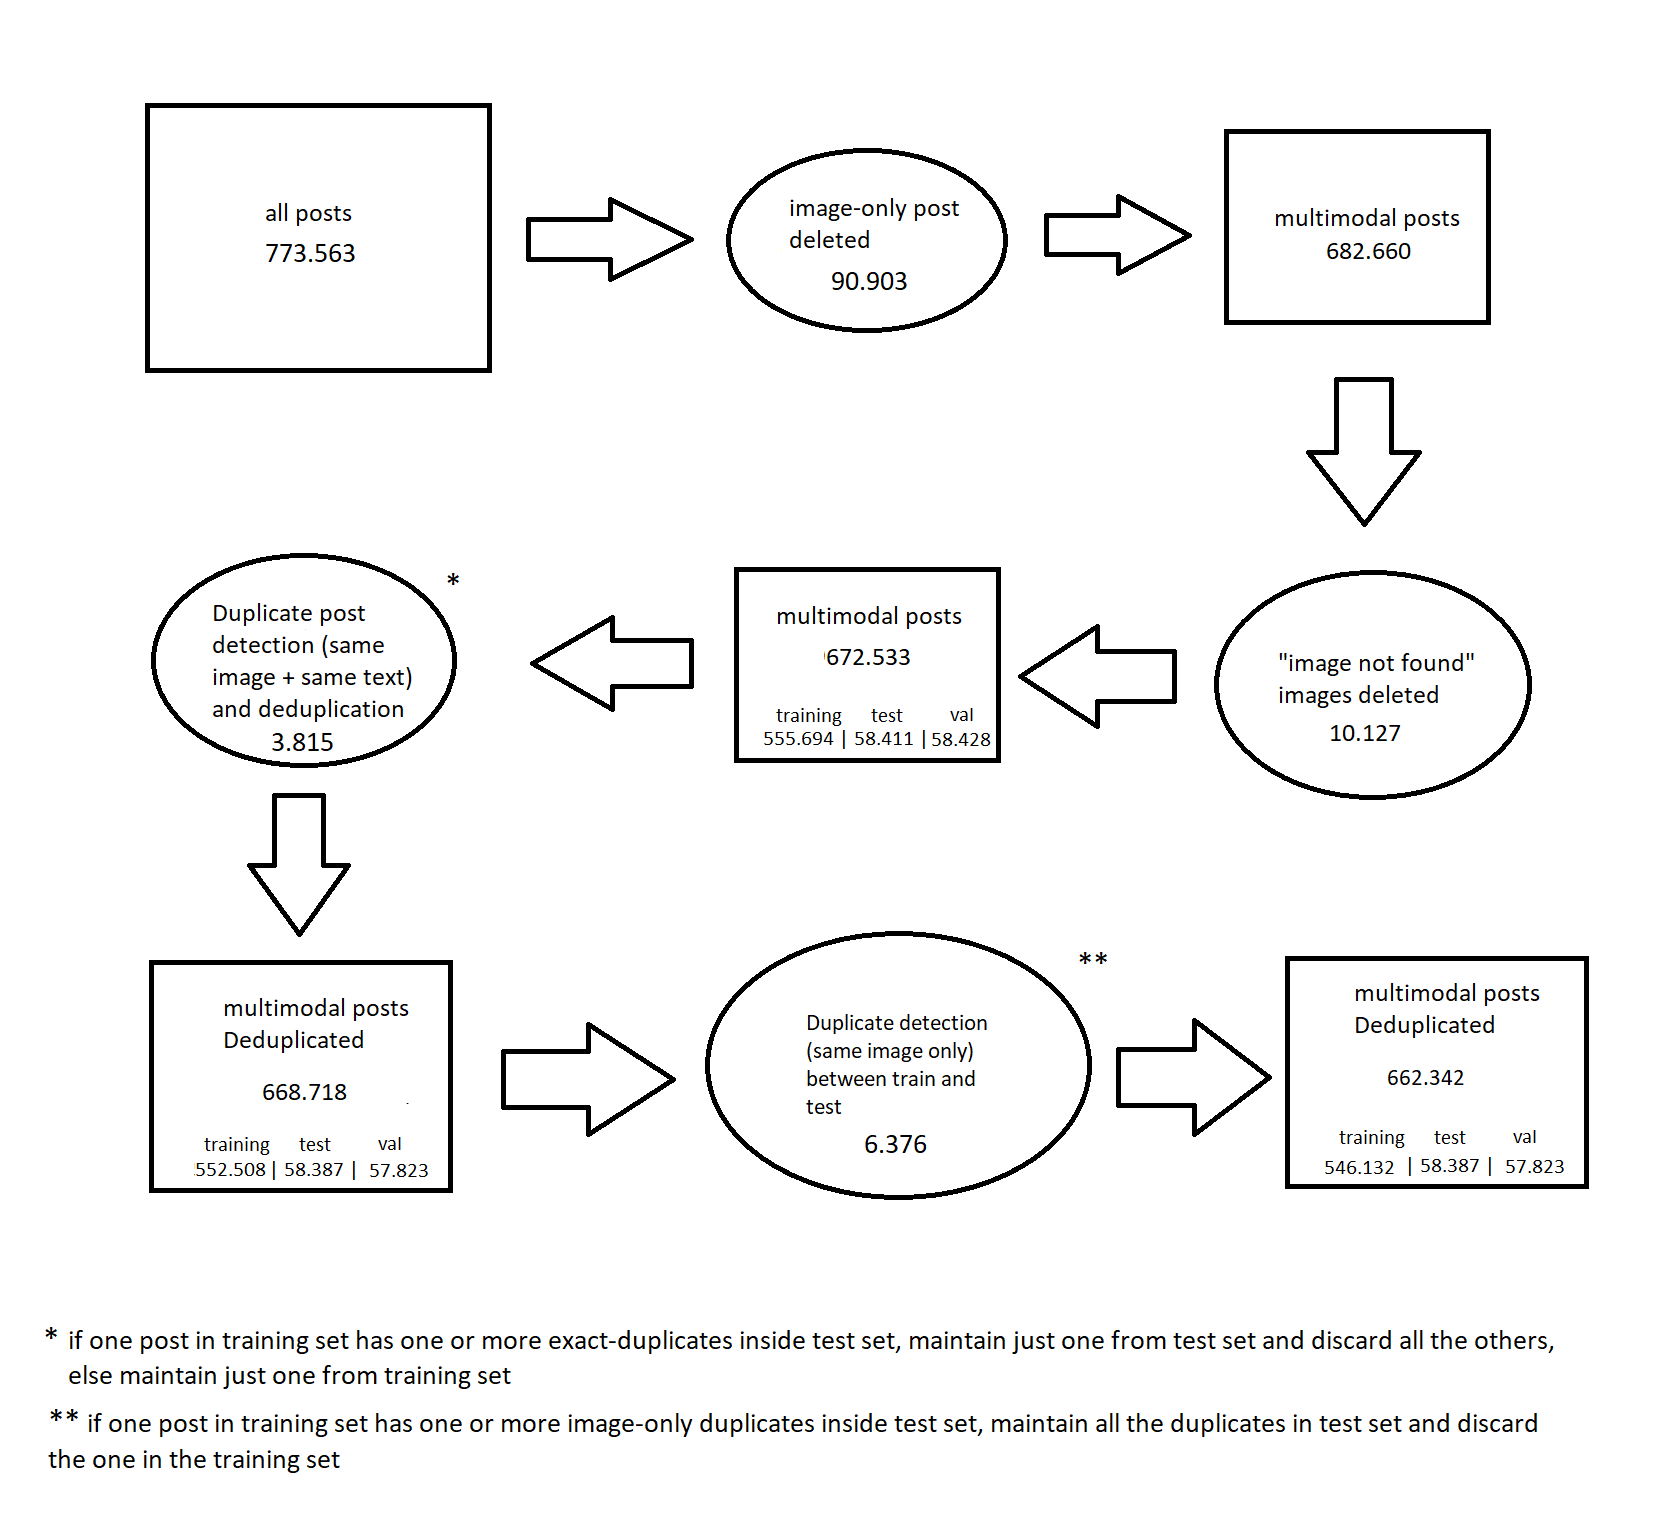 all posts
773.563
image-only post
deleted
90.903
multimodal posts
682.660
"image not found"
images deleted
10.127
multimodal posts
672.533
training test val
555.694 | 58.411 | 58.428
*
Duplicate post
detection (same
image + same text)
and deduplication
3.815
multimodal posts
Deduplicated
668.718
training test val
552.508 | 58.387 | 57.823
**
Duplicate detection
(same image only)
between train and
test
6.376
multimodal posts
Deduplicated
662.342
training test val
546.132 | 58.387 | 57.823
* if one post in training set has one or more exact-duplicates inside test set, maintain just one from test set and discard all the others,
else maintain just one from training set
** if one post in training set has one or more image-only duplicates inside test set, maintain all the duplicates in test set and discard
the one in the training set